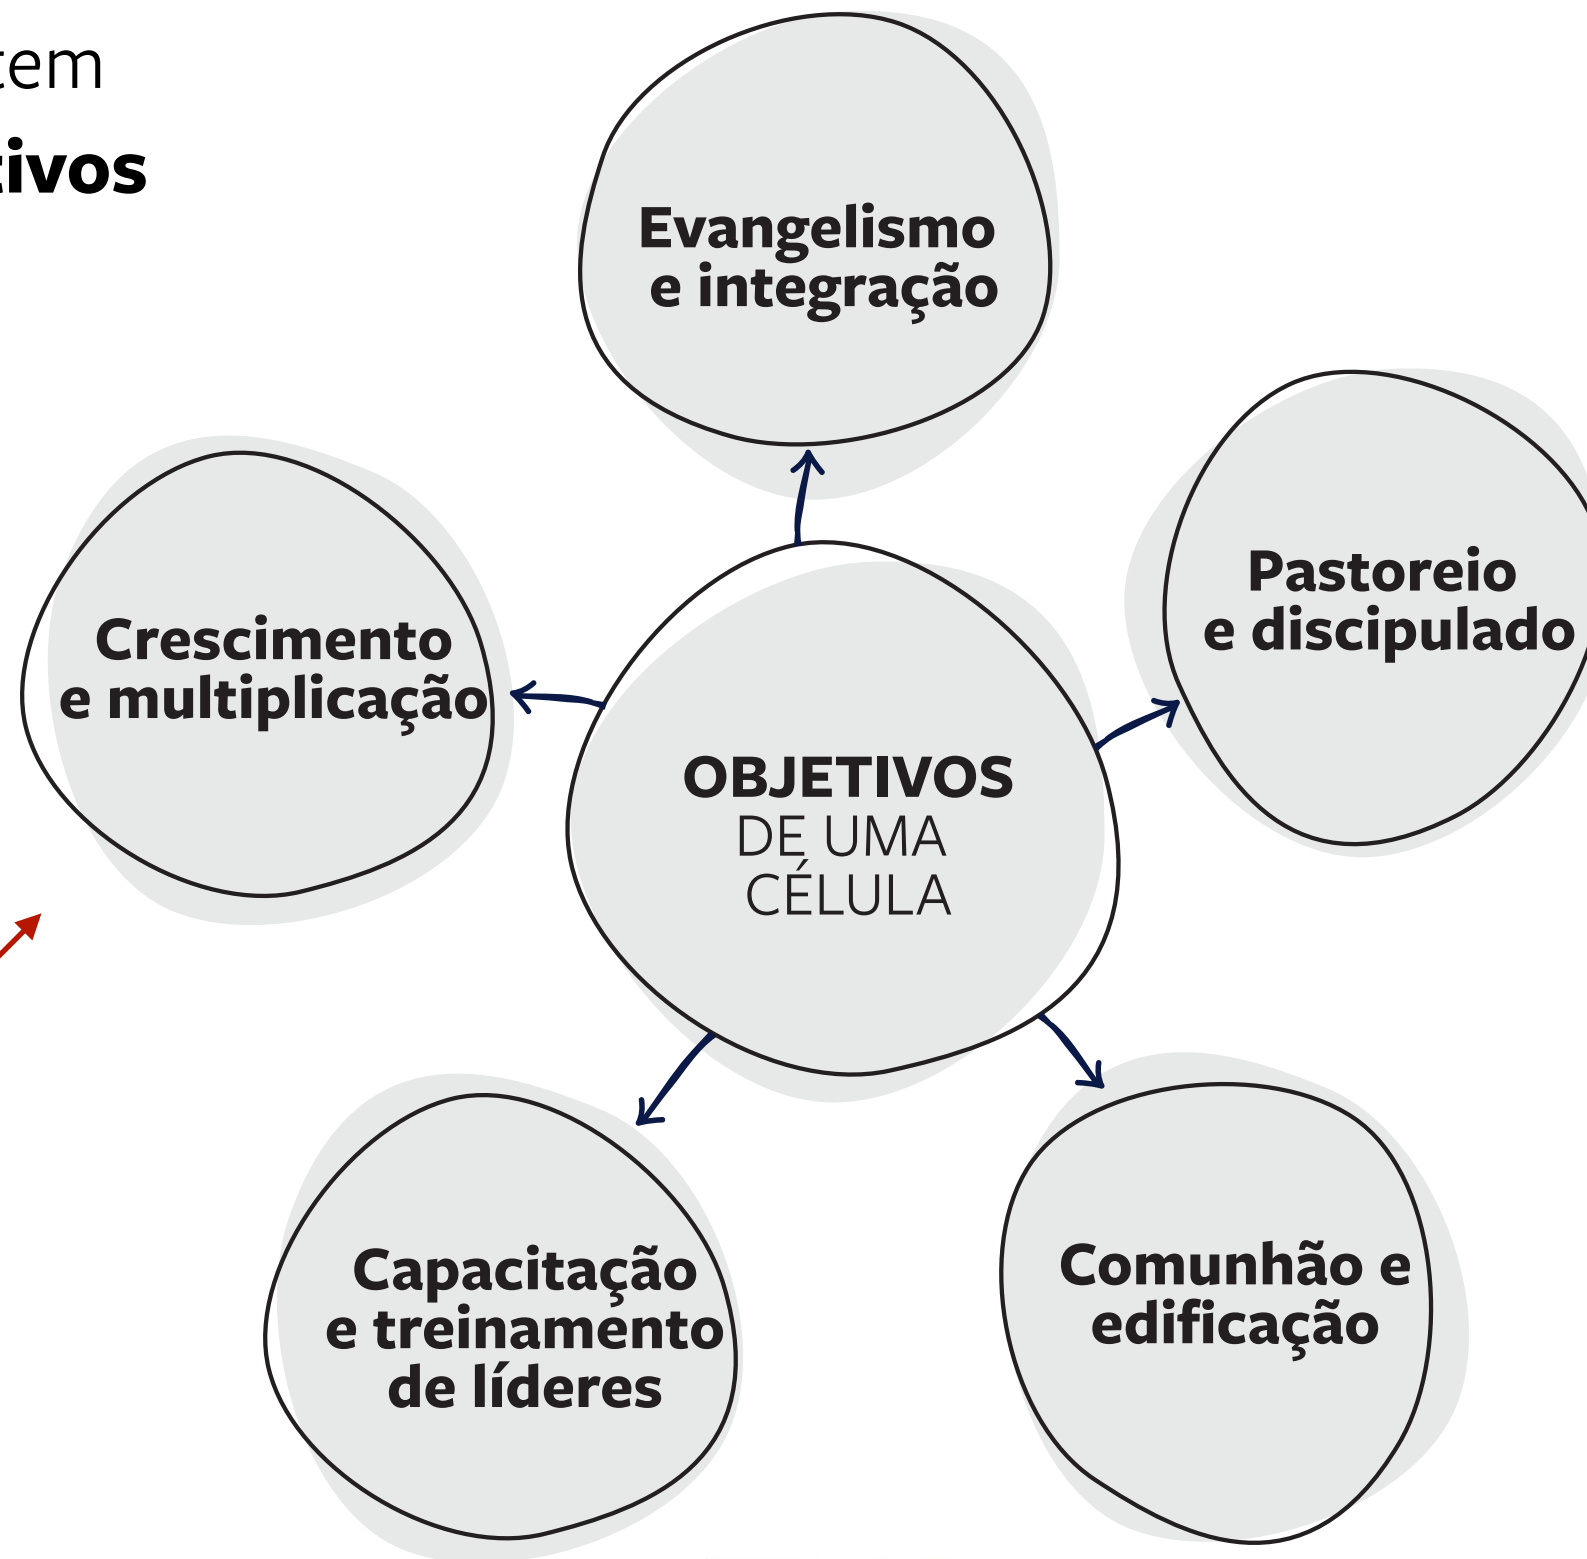 tem
tivos
Evangelismo
e integração
Pastoreio
e discipulado
Crescimento
e multiplicação
OBJETIVOS
DE UMA
CÉLULA
Capacitação
e treinamento
de líderes
Comunhão e
edificação